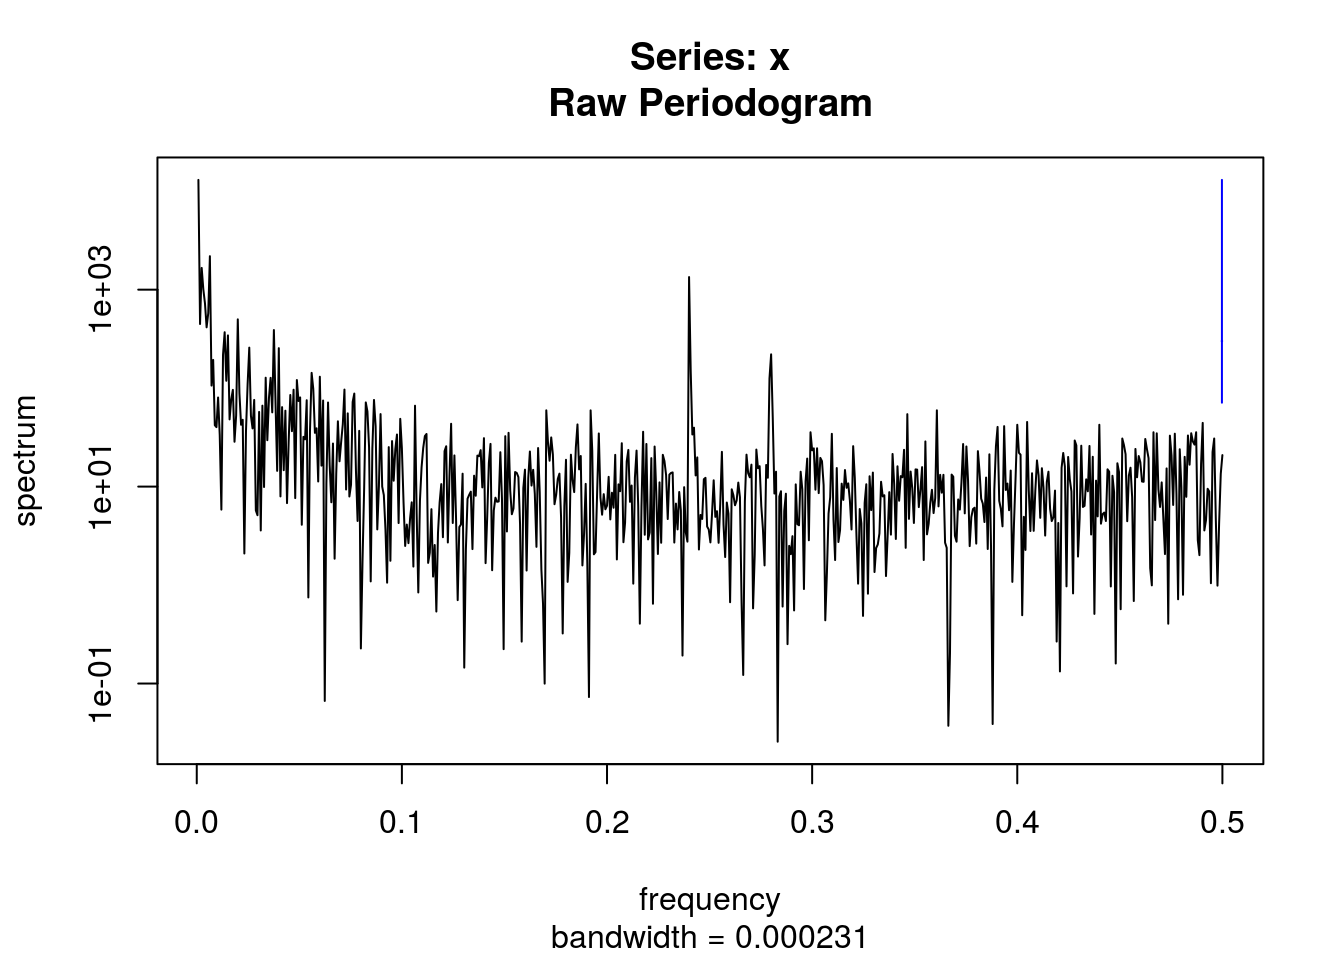 Series: x
Raw Periodogram
spectrum
1e+03
1e+01
1e-01
0.0 0.1 0.2 0.3 0.4 0.5
frequency
bandwidth = 0.000231